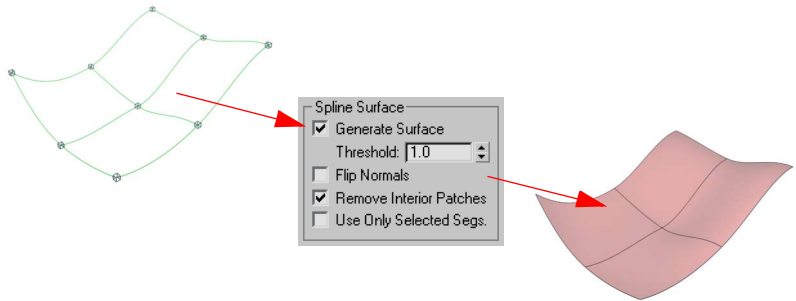 Spline Surface
Generate Surface
Threshold: 1.0
Flip Normals
Remove Interior Patches
Use Only Selected Segs.